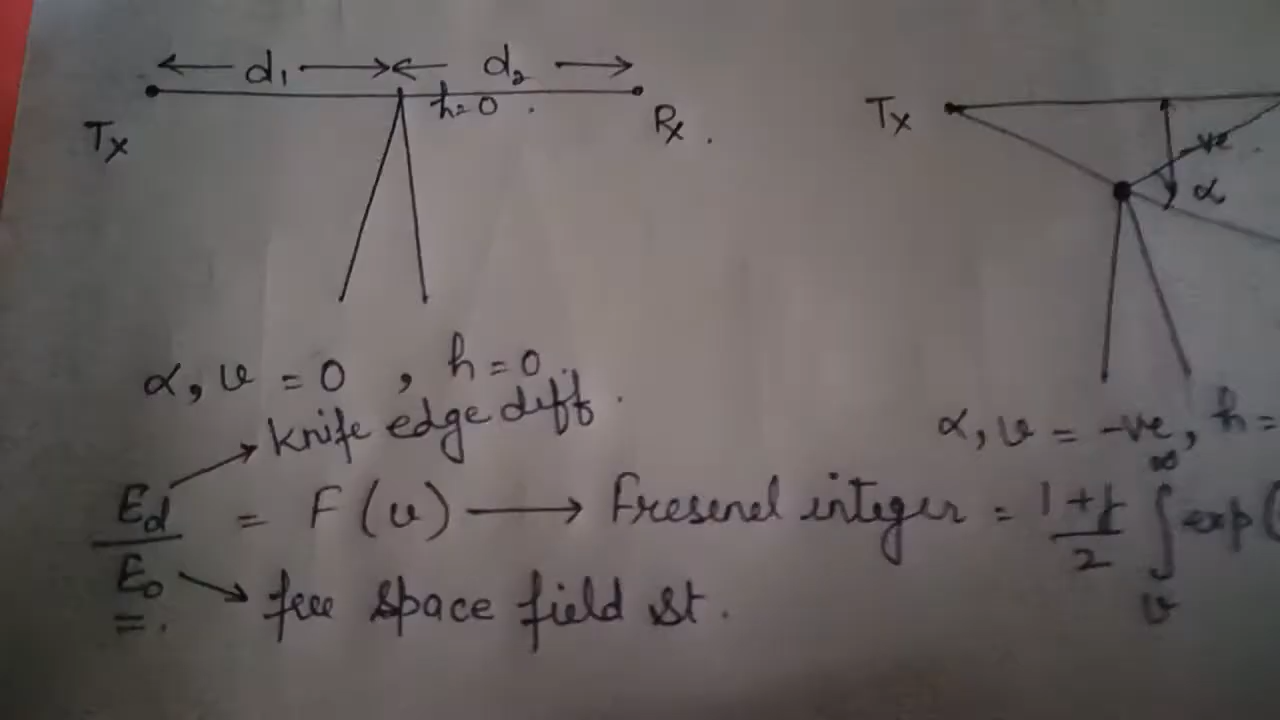 d₁ d₂
h=0 .
Tx Rx .
Tx
-ve .
α
α, υ = 0 , h = 0 .
knife edge diff .
α, υ = -ve, h =
Ed / E₀ = F(υ) → Fresenel integer = 1+j / 2 ∫ υ ∞ exp(
free space field st .